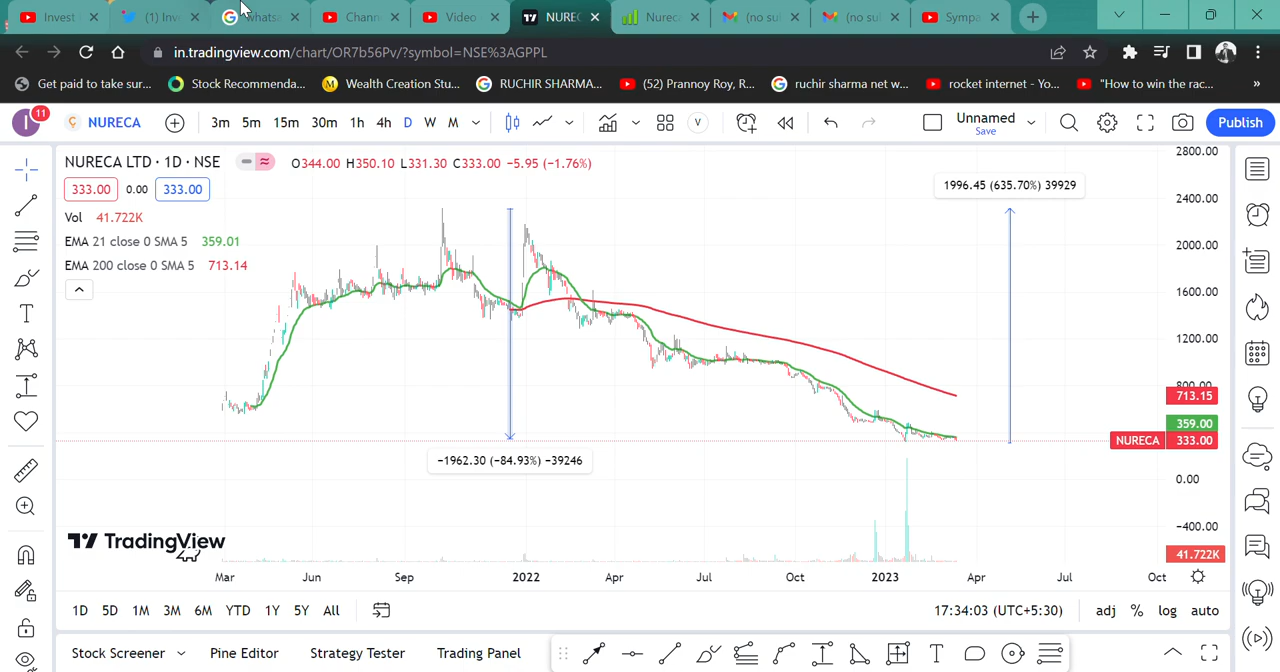 Invest
(1) Inv
Whats
Chann
Video
NUREC
Nurec
(no su
(no su
Sympa
in.tradingview.com/chart/OR7b56Pv/?symbol=NSE%3AGPPL
Get paid to take sur...
Stock Recommenda...
Wealth Creation Stu...
RUCHIR SHARMA...
(52) Prannoy Roy, R...
ruchir sharma net w...
rocket internet - Yo...
"How to win the rac...
»
I
11
NURECA
3m 5m 15m 30m 1h 4h D W M
V
Unnamed
Save
Publish
NURECA LTD · 1D · NSE
O344.00 H350.10 L331.30 C333.00 −5.95 (−1.76%)
333.00 0.00 333.00
Vol 41.722K
EMA 21 close 0 SMA 5 359.01
EMA 200 close 0 SMA 5 713.14
1996.45 (635.70%) 39929
−1962.30 (−84.93%) −39246
2800.00
2400.00
2000.00
1600.00
1200.00
800.00
713.15
359.00
NURECA 333.00
0.00
−400.00
41.722K
TradingView
Mar Jun Sep 2022 Apr Jul Oct 2023 Apr Jul Oct
1D 5D 1M 3M 6M YTD 1Y 5Y All
17:34:03 (UTC+5:30)
adj % log auto
Stock Screener Pine Editor Strategy Tester Trading Panel